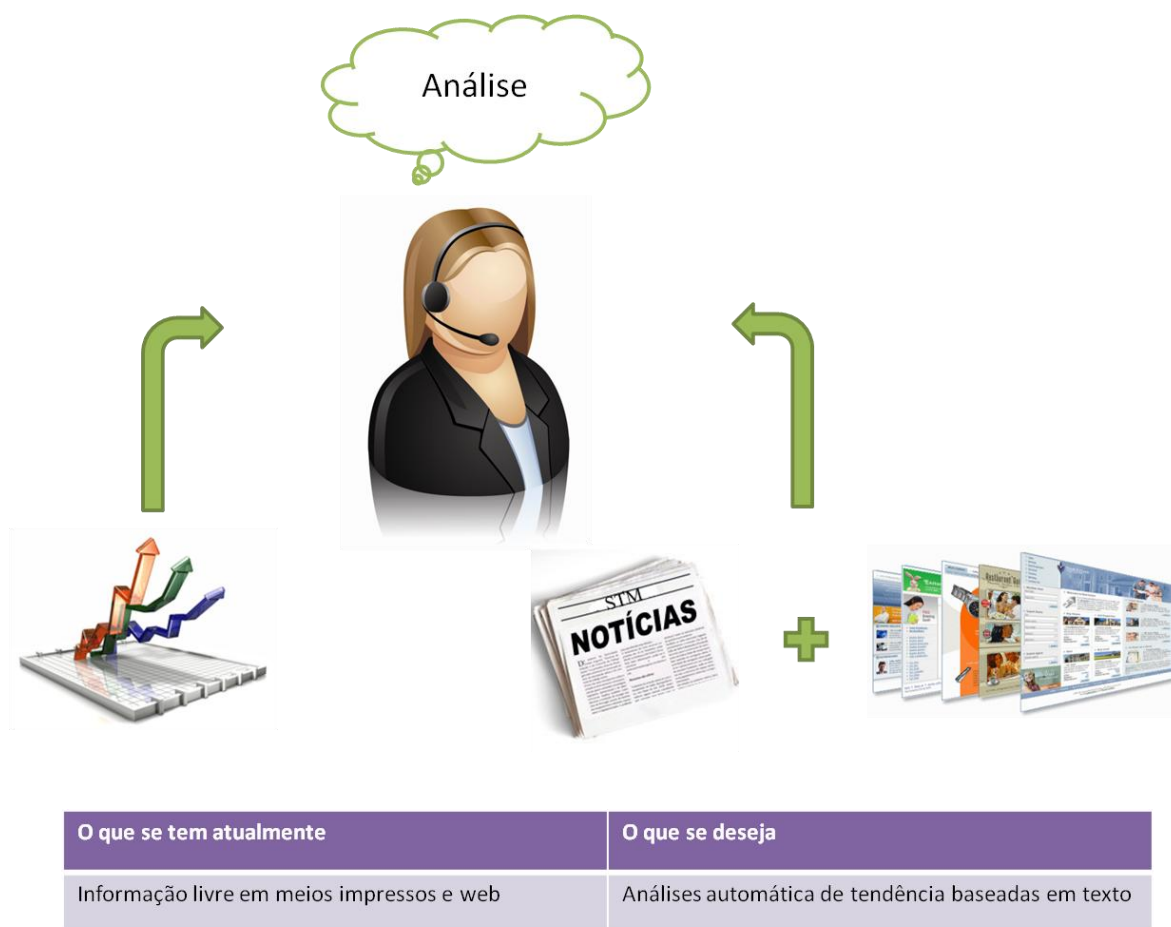 Análise
STM
NOTÍCIAS
O que se tem atualmente
O que se deseja
Informação livre em meios impressos e web
Análises automática de tendência baseadas em texto